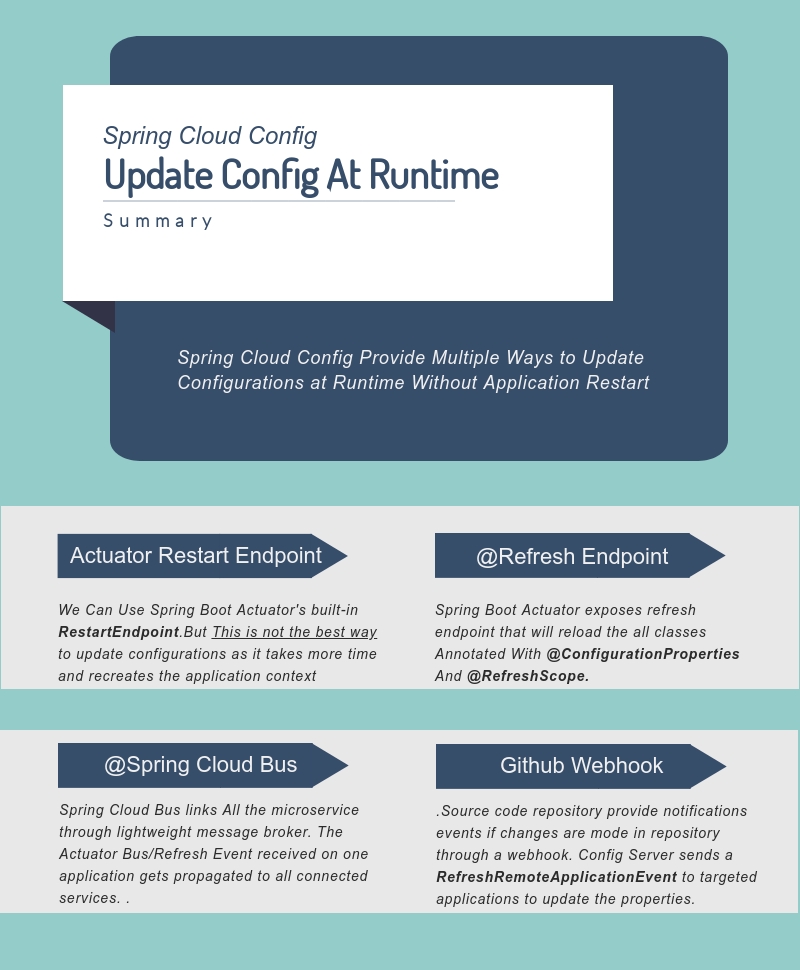 Spring Cloud Config
Update Config At Runtime
Summary
Spring Cloud Config Provide Multiple Ways to Update
Configurations at Runtime Without Application Restart
Actuator Restart Endpoint
We Can Use Spring Boot Actuator's built-in
RestartEndpoint.But This is not the best way
to update configurations as it takes more time
and recreates the application context
@Refresh Endpoint
Spring Boot Actuator exposes refresh
endpoint that will reload the all classes
Annotated With @ConfigurationProperties
And @RefreshScope.
@Spring Cloud Bus
Spring Cloud Bus links All the microservice
through lightweight message broker. The
Actuator Bus/Refresh Event received on one
application gets propagated to all connected
services. .
Github Webhook
.Source code repository provide notifications
events if changes are mode in repository
through a webhook. Config Server sends a
RefreshRemoteApplicationEvent to targeted
applications to update the properties.